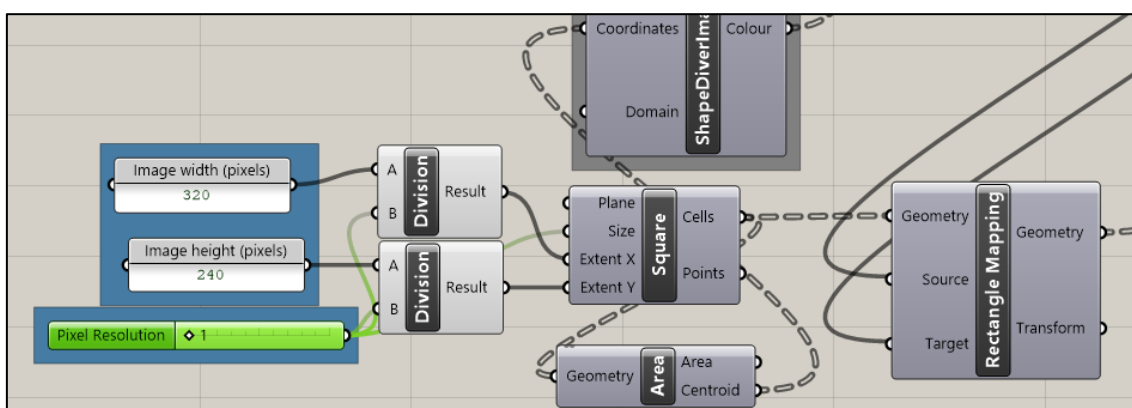 Coordinates
Colour
Domain
ShapeDiverIma
Image width (pixels)
320
Image height (pixels)
240
Pixel Resolution
1
A
B
Division
Result
A
B
Division
Result
Plane
Size
Extent X
Extent Y
Square
Cells
Points
Geometry
Area
Area
Centroid
Geometry
Source
Target
Rectangle Mapping
Geometry
Transform